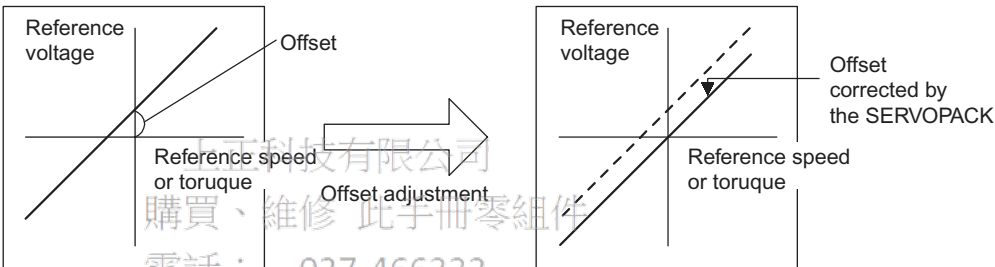 Reference
voltage
Offset
Reference speed
or toruque
Offset adjustment
Reference
voltage
Offset
corrected by
the SERVOPACK
Reference speed
or toruque
上正科技有限公司
購買、維修 此手冊零組件
電話： 037-466333